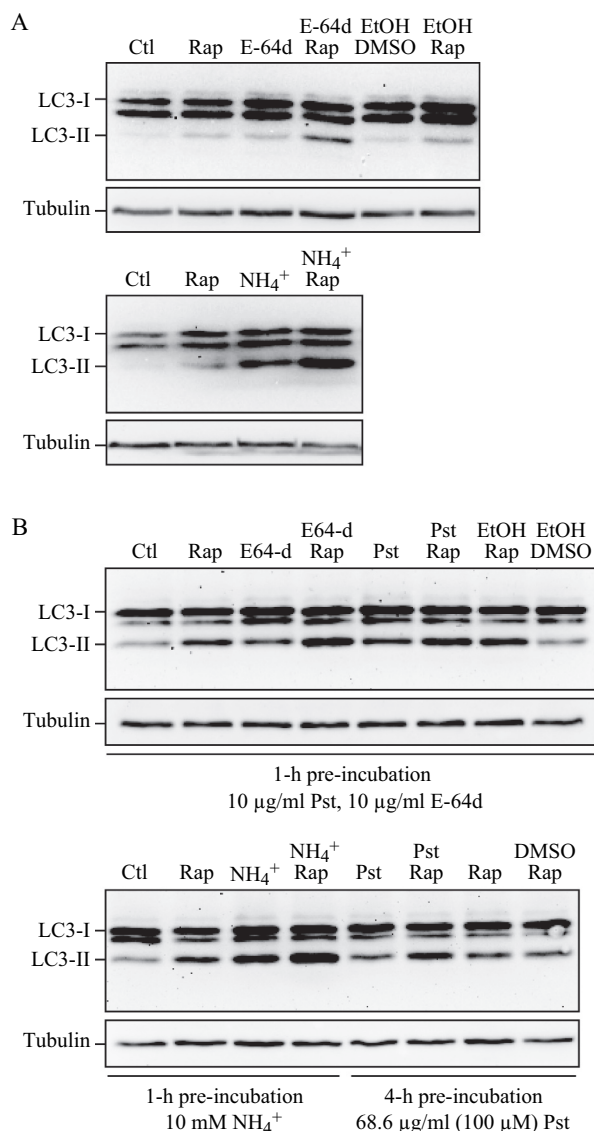 A
E-64d EtOH EtOH
Ctl Rap E-64d Rap DMSO Rap
LC3-I
LC3-II
Tubulin
NH₄⁺
Ctl Rap NH₄⁺ Rap
LC3-I
LC3-II
Tubulin
B
E64-d Pst EtOH EtOH
Ctl Rap E64-d Rap Pst Rap Rap DMSO
LC3-I
LC3-II
Tubulin
1-h pre-incubation
10 µg/ml Pst, 10 µg/ml E-64d
NH₄⁺ Pst DMSO
Ctl Rap NH₄⁺ Rap Pst Rap Rap Rap
LC3-I
LC3-II
Tubulin
1-h pre-incubation 4-h pre-incubation
10 mM NH₄⁺ 68.6 µg/ml (100 µM) Pst